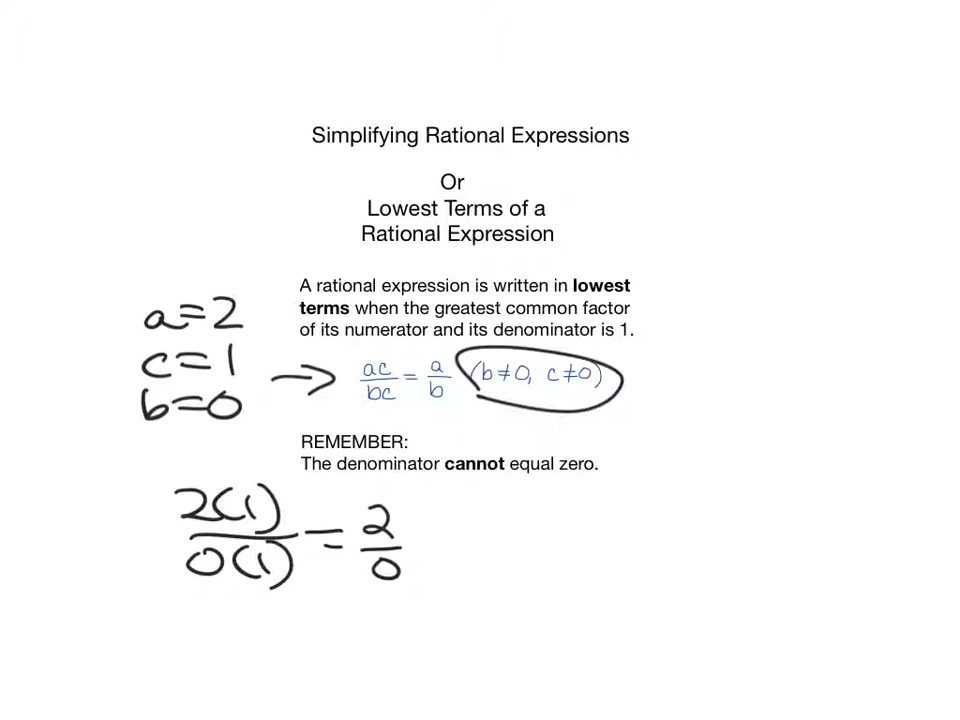 Simplifying Rational Expressions
Or
Lowest Terms of a
Rational Expression
A rational expression is written in lowest
terms when the greatest common factor
of its numerator and its denominator is 1.
a=2
c=1
b=0
→ ac/bc = a/b (b≠0, c≠0)
REMEMBER:
The denominator cannot equal zero.
2(1)/0(1) = 2/0